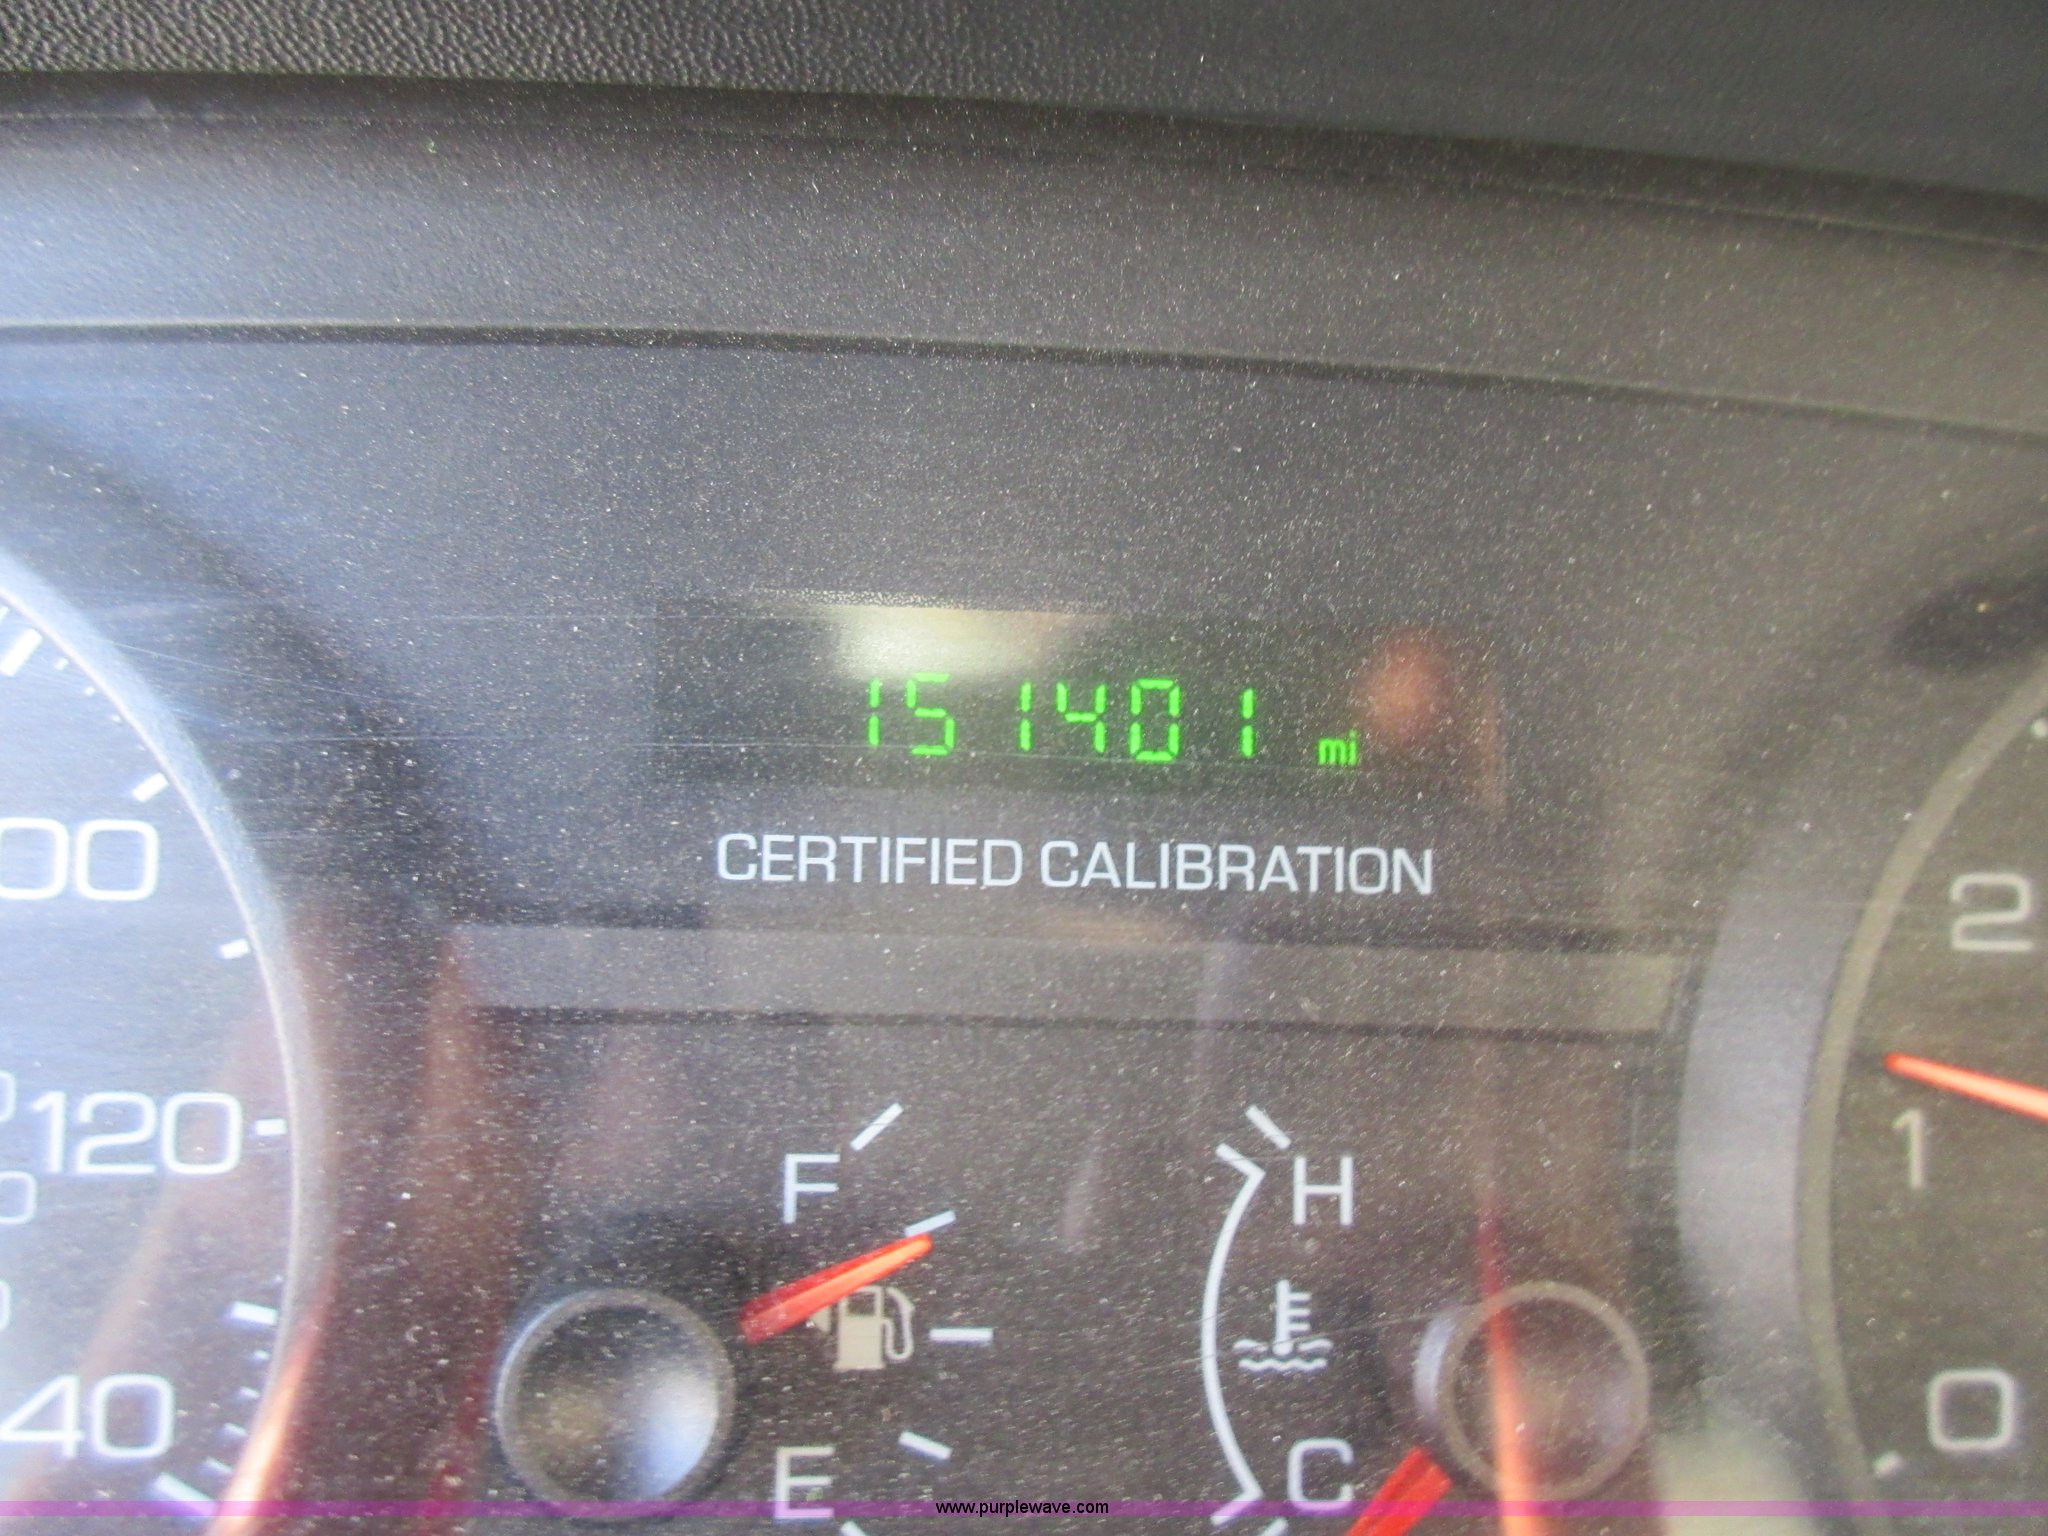 151401 mi
CERTIFIED CALIBRATION
00
2
120
1
F
H
0
40
E
C
www.purplewave.com